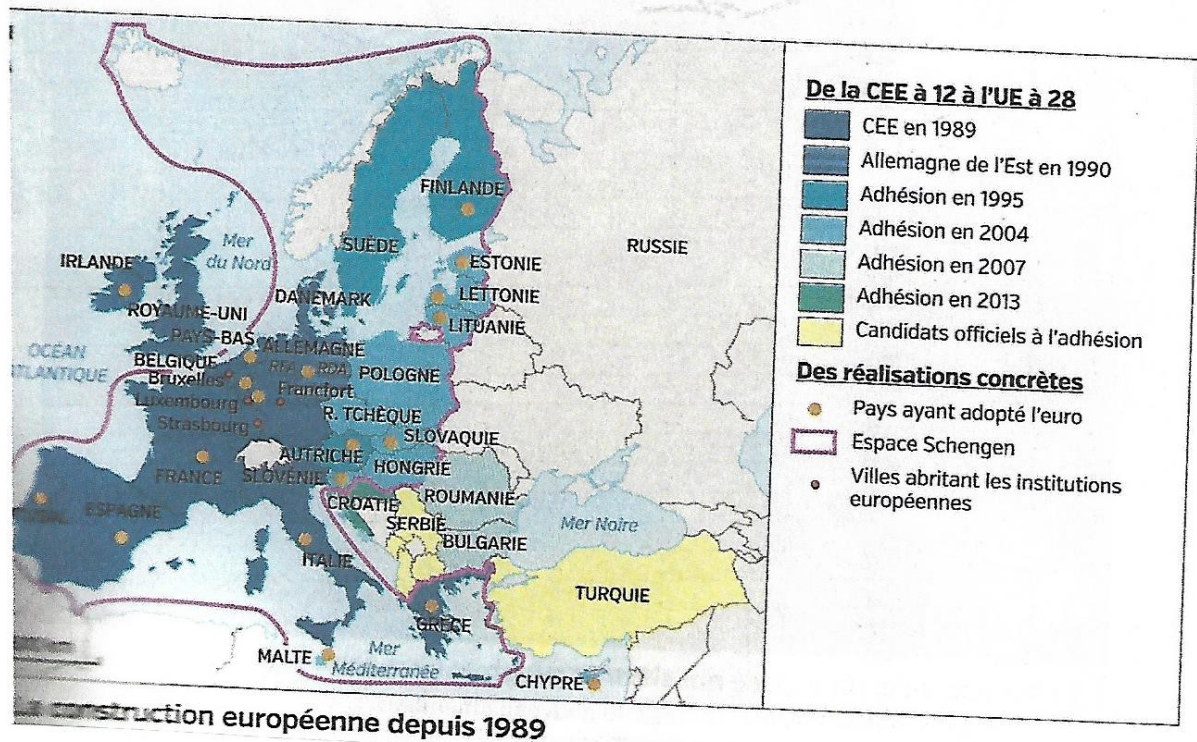 De la CEE à 12 à l'UE à 28
CEE en 1989
Allemagne de l'Est en 1990
Adhésion en 1995
Adhésion en 2004
Adhésion en 2007
Adhésion en 2013
Candidats officiels à l'adhésion
Des réalisations concrètes
Pays ayant adopté l'euro
Espace Schengen
Villes abritant les institutions
européennes
FINLANDE
SUÈDE
RUSSIE
Mer
du Nord
IRLANDE
ESTONIE
ROYAUME-UNI
DANEMARK
LETTONIE
LITUANIE
PAYS-BAS
ALLEMAGNE
OCÉAN
ATLANTIQUE
BELGIQUE
RFA
RDA
POLOGNE
Bruxelles
Francfort
Luxembourg
R. TCHÈQUE
Strasbourg
SLOVAQUIE
AUTRICHE
HONGRIE
FRANCE
SLOVÉNIE
CROATIE
ROUMANIE
ESPAGNE
SERBIE
Mer Noire
BULGARIE
ITALIE
TURQUIE
GRÈCE
MALTE
Mer
Méditerranée
CHYPRE
construction européenne depuis 1989